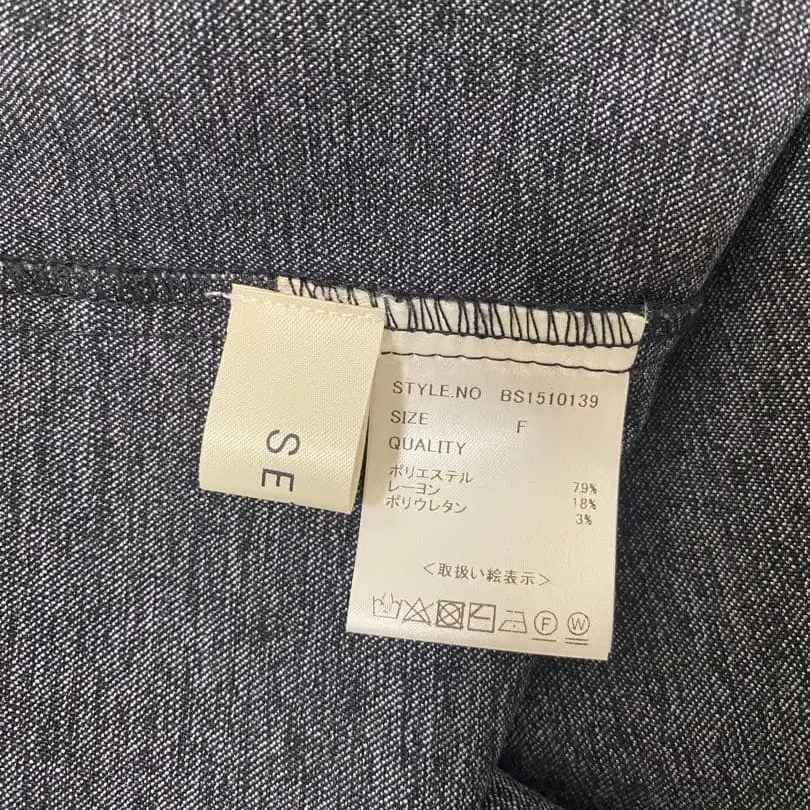 SE
STYLE.NO BS1510139
SIZE F
QUALITY
ポリエステル 79%
レーヨン 18%
ポリウレタン 3%
<取扱い絵表示>
F W